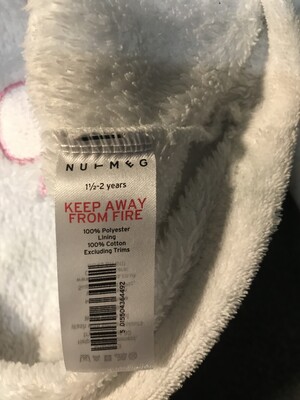 NUTMEG
1½-2 years
KEEP AWAY
FROM FIRE
100% Polyester
Lining
100% Cotton
Excluding Trims